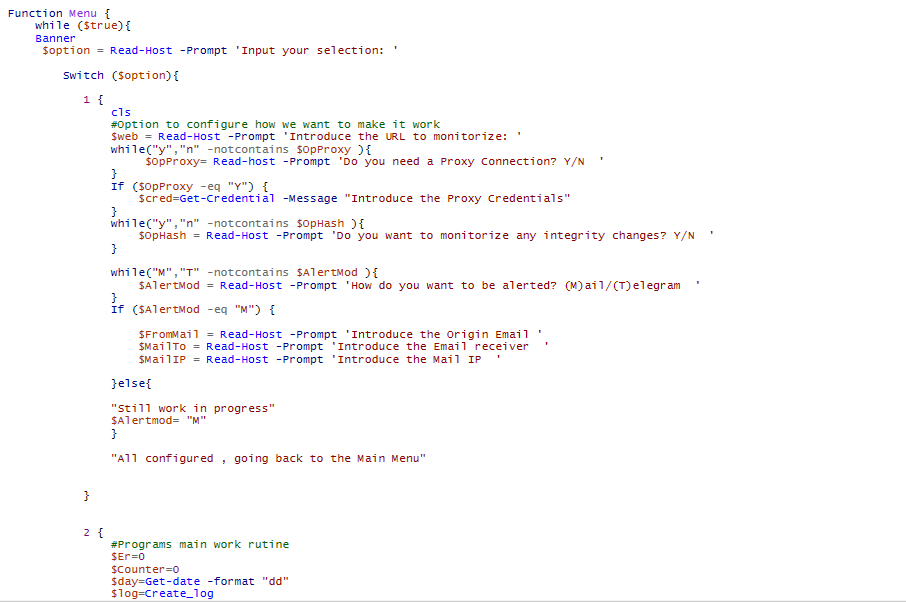 Function Menu {
while ($true){
Banner
$option = Read-Host -Prompt 'Input your selection: '
Switch ($option){
1 {
cls
#Option to configure how we want to make it work
$web = Read-Host -Prompt 'Introduce the URL to monitorize: '
while("y","n" -notcontains $OpProxy ){
$OpProxy= Read-host -Prompt 'Do you need a Proxy Connection? Y/N  '
}
If ($OpProxy -eq "Y") {
$cred=Get-Credential -Message "Introduce the Proxy Credentials"
}
while("y","n" -notcontains $OpHash ){
$OpHash = Read-Host -Prompt 'Do you want to monitorize any integrity changes? Y/N  '
}
while("M","T" -notcontains $AlertMod ){
$AlertMod = Read-Host -Prompt 'How do you want to be alerted? (M)ail/(T)elegram  '
}
If ($AlertMod -eq "M") {
$FromMail = Read-Host -Prompt 'Introduce the Origin Email '
$MailTo = Read-Host -Prompt 'Introduce the Email receiver  '
$MailIP = Read-Host -Prompt 'Introduce the Mail IP  '
}else{
"Still work in progress"
$Alertmod= "M"
}
"All configured , going back to the Main Menu"
}
2 {
#Programs main work rutine
$Er=0
$Counter=0
$day=Get-date -format "dd"
$log=Create_log